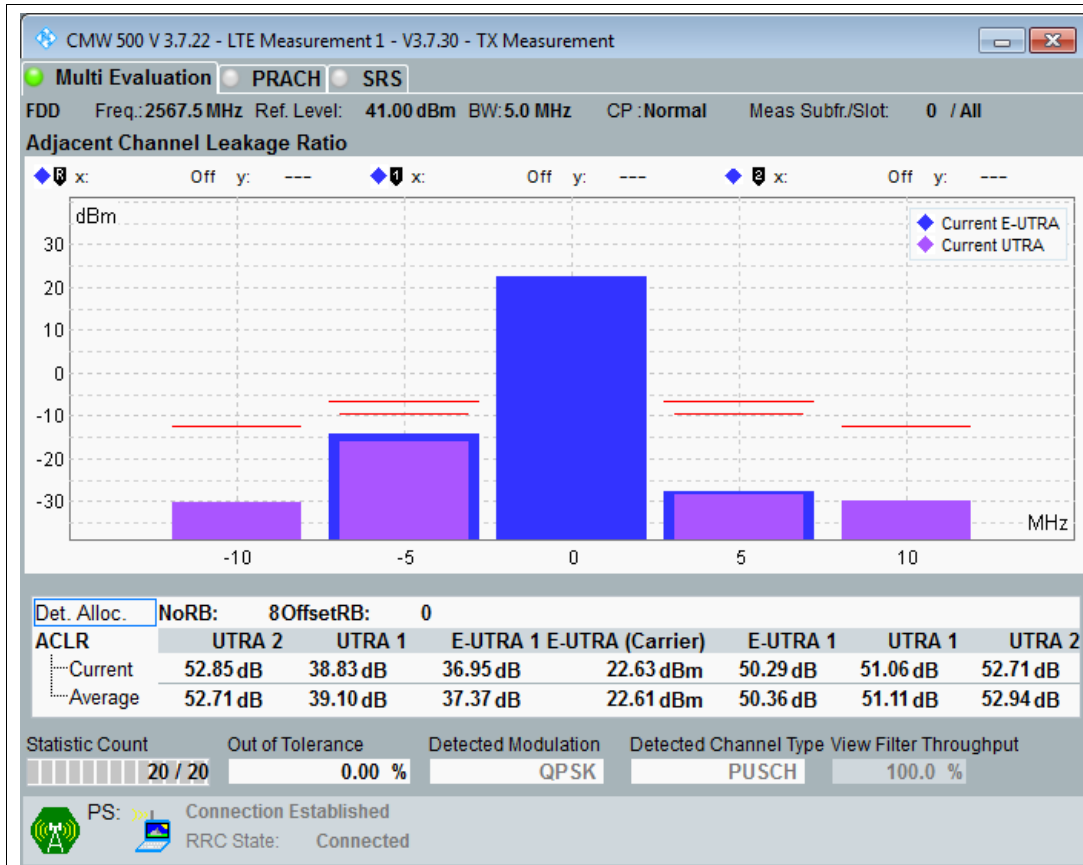 CMW 500 V 3.7.22 - LTE Measurement 1 - V3.7.30 - TX Measurement
Multi Evaluation PRACH SRS
FDD Freq.: 2567.5 MHz Ref. Level: 41.00 dBm BW: 5.0 MHz CP : Normal Meas Subfr./Slot: 0 / All
Adjacent Channel Leakage Ratio
R x: Off y: --- 1 x: Off y: --- 2 x: Off y: ---
dBm
Current E-UTRA
Current UTRA
30
20
10
0
-10
-20
-30
MHz
-10 -5 0 5 10
Det. Alloc. NoRB: 8 OffsetRB: 0
ACLR UTRA 2 UTRA 1 E-UTRA 1 E-UTRA (Carrier) E-UTRA 1 UTRA 1 UTRA 2
Current 52.85 dB 38.83 dB 36.95 dB 22.63 dBm 50.29 dB 51.06 dB 52.71 dB
Average 52.71 dB 39.10 dB 37.37 dB 22.61 dBm 50.36 dB 51.11 dB 52.94 dB
Statistic Count Out of Tolerance Detected Modulation Detected Channel Type View Filter Throughput
20 / 20 0.00 % QPSK PUSCH 100.0 %
PS: Connection Established
RRC State: Connected